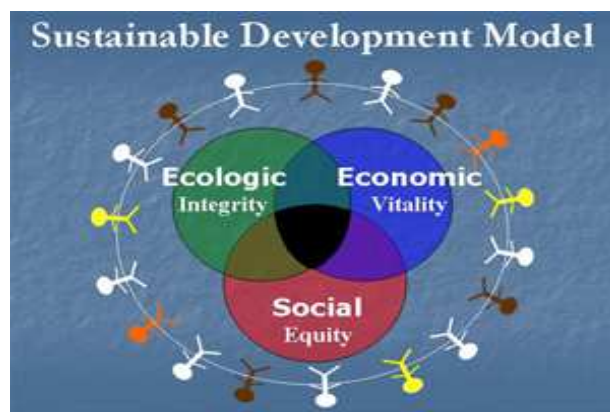 Sustainable Development Model
Ecologic
Integrity
Economic
Vitality
Social
Equity